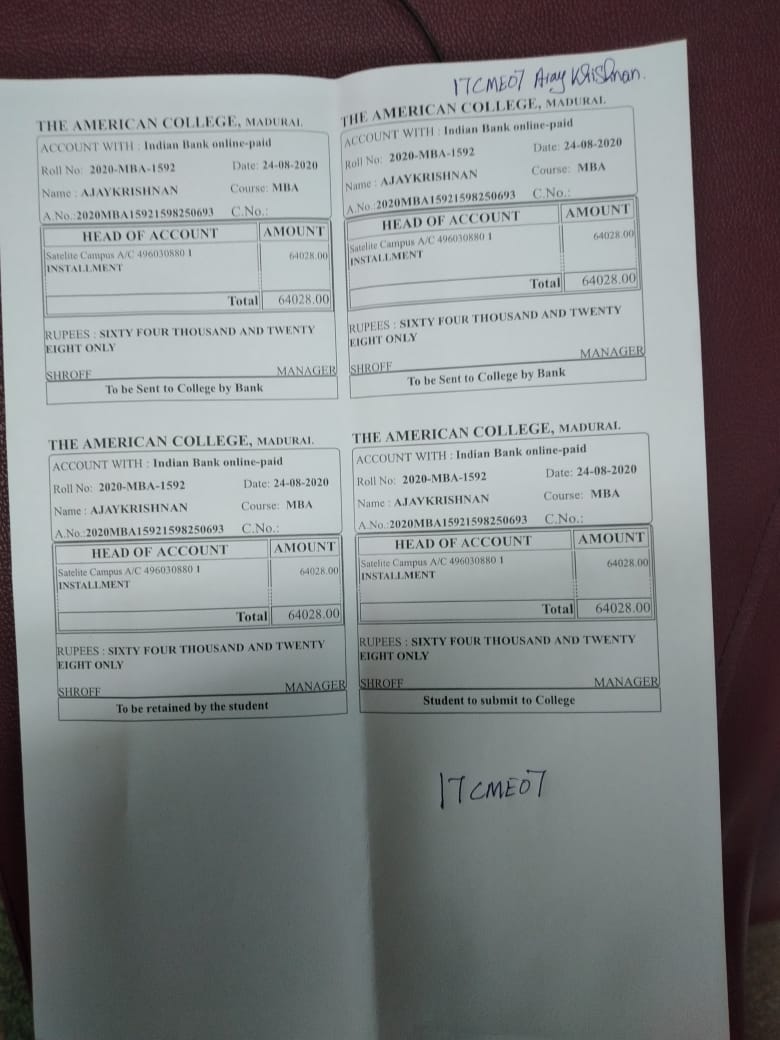 17CME07 Ajay Krishnan.
THE AMERICAN COLLEGE, MADURAI.
ACCOUNT WITH : Indian Bank online-paid
Roll No: 2020-MBA-1592 Date: 24-08-2020
Name : AJAYKRISHNAN Course: MBA
A.No.:2020MBA15921598250693 C.No.:
HEAD OF ACCOUNT AMOUNT
Satelite Campus A/C 496030880 1 64028.00
INSTALLMENT
Total 64028.00
RUPEES : SIXTY FOUR THOUSAND AND TWENTY
EIGHT ONLY
SHROFF MANAGER
To be Sent to College by Bank
THE AMERICAN COLLEGE, MADURAI.
ACCOUNT WITH : Indian Bank online-paid
Roll No: 2020-MBA-1592 Date: 24-08-2020
Name : AJAYKRISHNAN Course: MBA
A.No.:2020MBA15921598250693 C.No.:
HEAD OF ACCOUNT AMOUNT
Satelite Campus A/C 496030880 1 64028.00
INSTALLMENT
Total 64028.00
RUPEES : SIXTY FOUR THOUSAND AND TWENTY
EIGHT ONLY
SHROFF MANAGER
To be Sent to College by Bank
THE AMERICAN COLLEGE, MADURAI.
ACCOUNT WITH : Indian Bank online-paid
Roll No: 2020-MBA-1592 Date: 24-08-2020
Name : AJAYKRISHNAN Course: MBA
A.No.:2020MBA15921598250693 C.No.:
HEAD OF ACCOUNT AMOUNT
Satelite Campus A/C 496030880 1 64028.00
INSTALLMENT
Total 64028.00
RUPEES : SIXTY FOUR THOUSAND AND TWENTY
EIGHT ONLY
SHROFF MANAGER
To be retained by the student
THE AMERICAN COLLEGE, MADURAI.
ACCOUNT WITH : Indian Bank online-paid
Roll No: 2020-MBA-1592 Date: 24-08-2020
Name : AJAYKRISHNAN Course: MBA
A.No.:2020MBA15921598250693 C.No.:
HEAD OF ACCOUNT AMOUNT
Satelite Campus A/C 496030880 1 64028.00
INSTALLMENT
Total 64028.00
RUPEES : SIXTY FOUR THOUSAND AND TWENTY
EIGHT ONLY
SHROFF MANAGER
Student to submit to College
17CME07